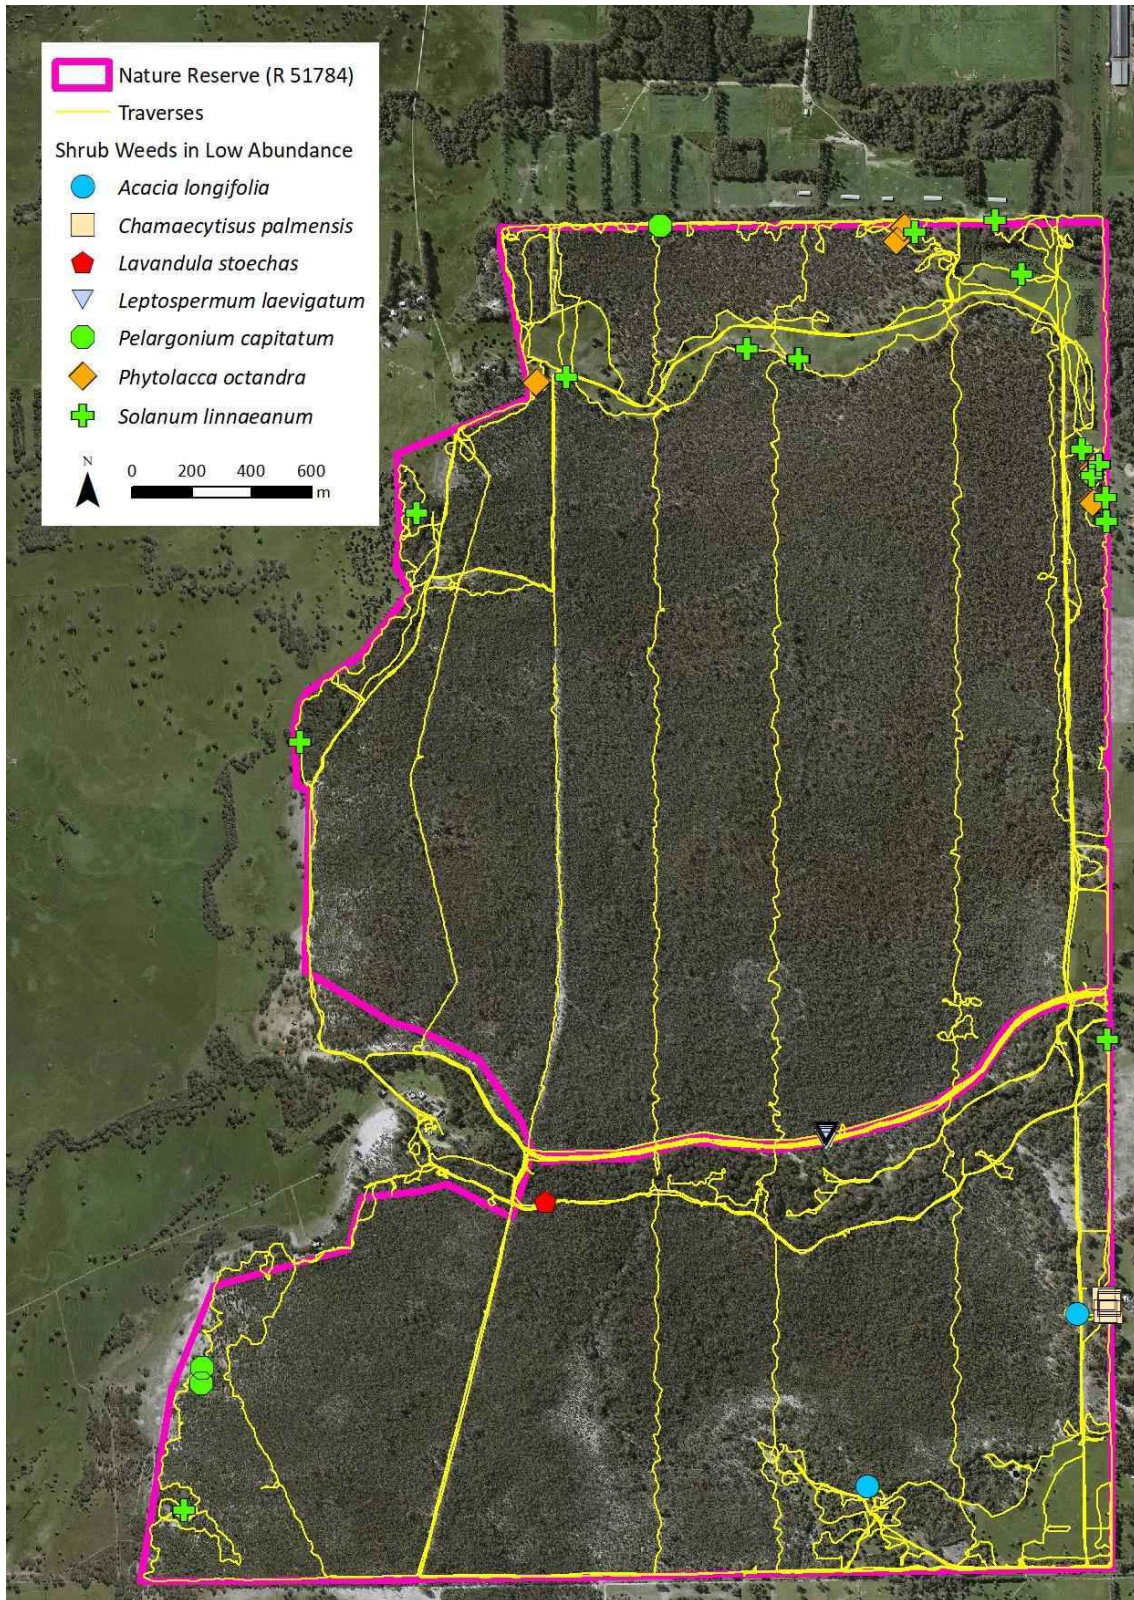 Nature Reserve (R 51784)
Traverses
Shrub Weeds in Low Abundance
Acacia longifolia
Chamaecytisus palmensis
Lavandula stoechas
Leptospermum laevigatum
Pelargonium capitatum
Phytolacca octandra
Solanum linnaeanum
N
0 200 400 600
m